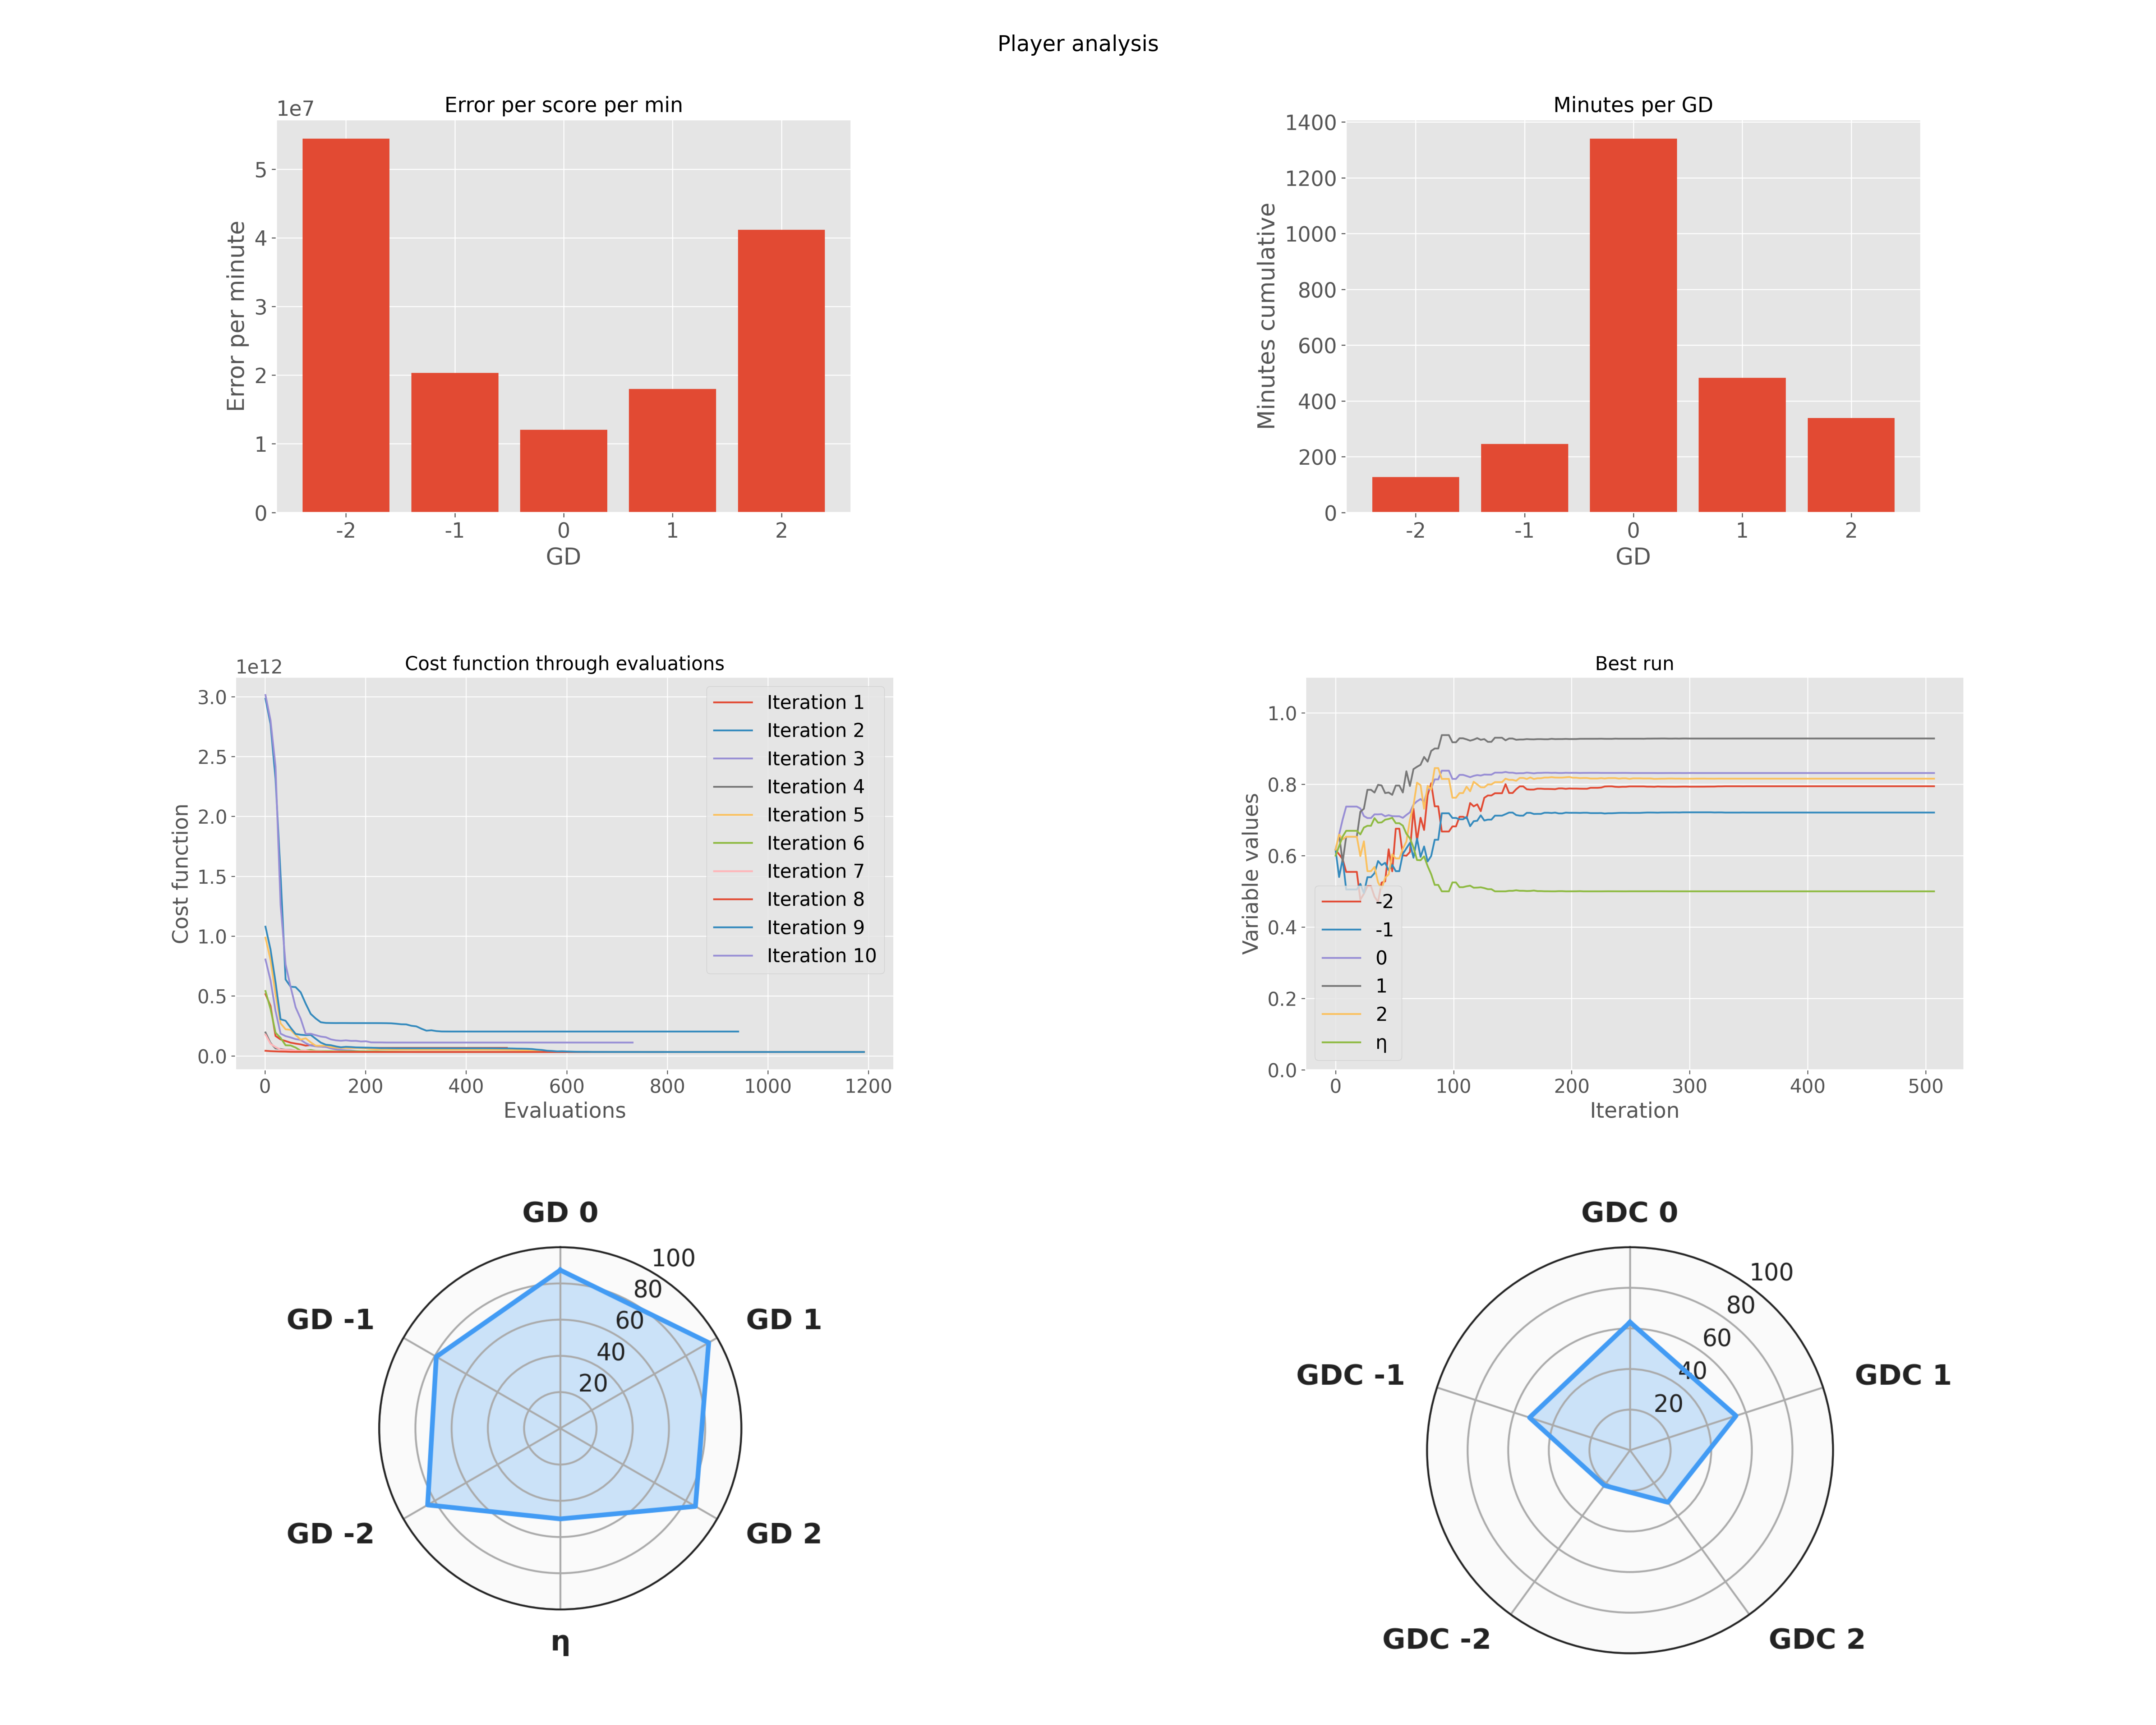 Player analysis
Error per score per min
1e7
5
4
3
2
1
0
-2 -1 0 1 2
Error per minute
GD
Minutes per GD
1400
1200
1000
800
600
400
200
0
-2 -1 0 1 2
Minutes cumulative
GD
Cost function through evaluations
1e12
3.0
2.5
2.0
1.5
1.0
0.5
0.0
0 200 400 600 800 1000 1200
Cost function
Evaluations
Iteration 1
Iteration 2
Iteration 3
Iteration 4
Iteration 5
Iteration 6
Iteration 7
Iteration 8
Iteration 9
Iteration 10
Best run
1.0
0.8
0.6
0.4
0.2
0.0
0 100 200 300 400 500
Variable values
Iteration
-2
-1
0
1
2
η
GD 0
GD -1
GD 1
GD -2
GD 2
η
100
80
60
40
20
GDC 0
GDC -1
GDC 1
GDC -2
GDC 2
100
80
60
40
20